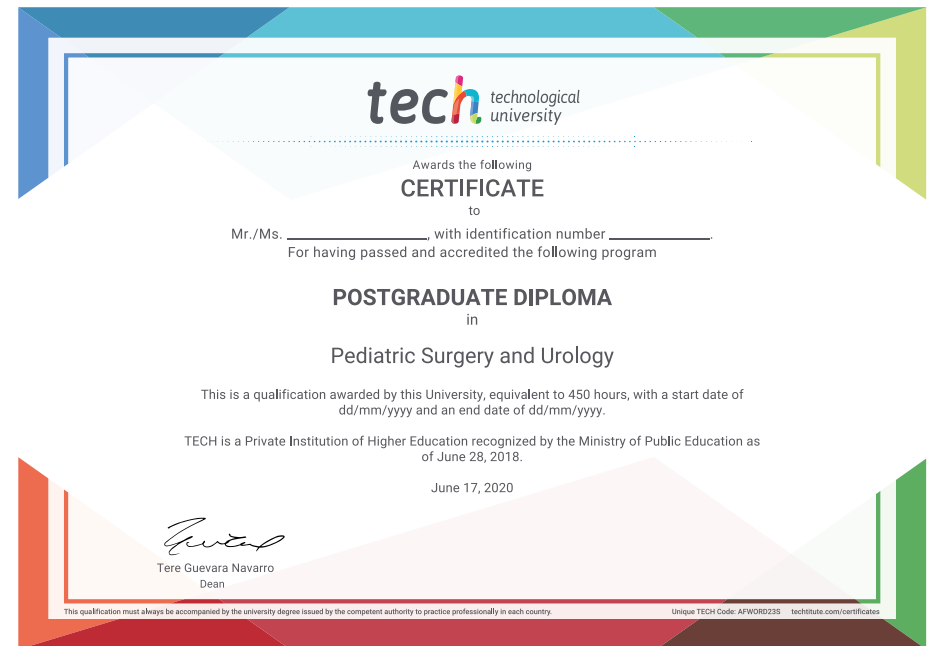 tech technological
university
Awards the following
CERTIFICATE
to
Mr./Ms. ____________________, with identification number ______________.
For having passed and accredited the following program
POSTGRADUATE DIPLOMA
in
Pediatric Surgery and Urology
This is a qualification awarded by this University, equivalent to 450 hours, with a start date of
dd/mm/yyyy and an end date of dd/mm/yyyy.
TECH is a Private Institution of Higher Education recognized by the Ministry of Public Education as
of June 28, 2018.
June 17, 2020
Tere Guevara Navarro
Dean
This qualification must always be accompanied by the university degree issued by the competent authority to practice professionally in each country. Unique TECH Code: AFWORD23S techtitute.com/certificates